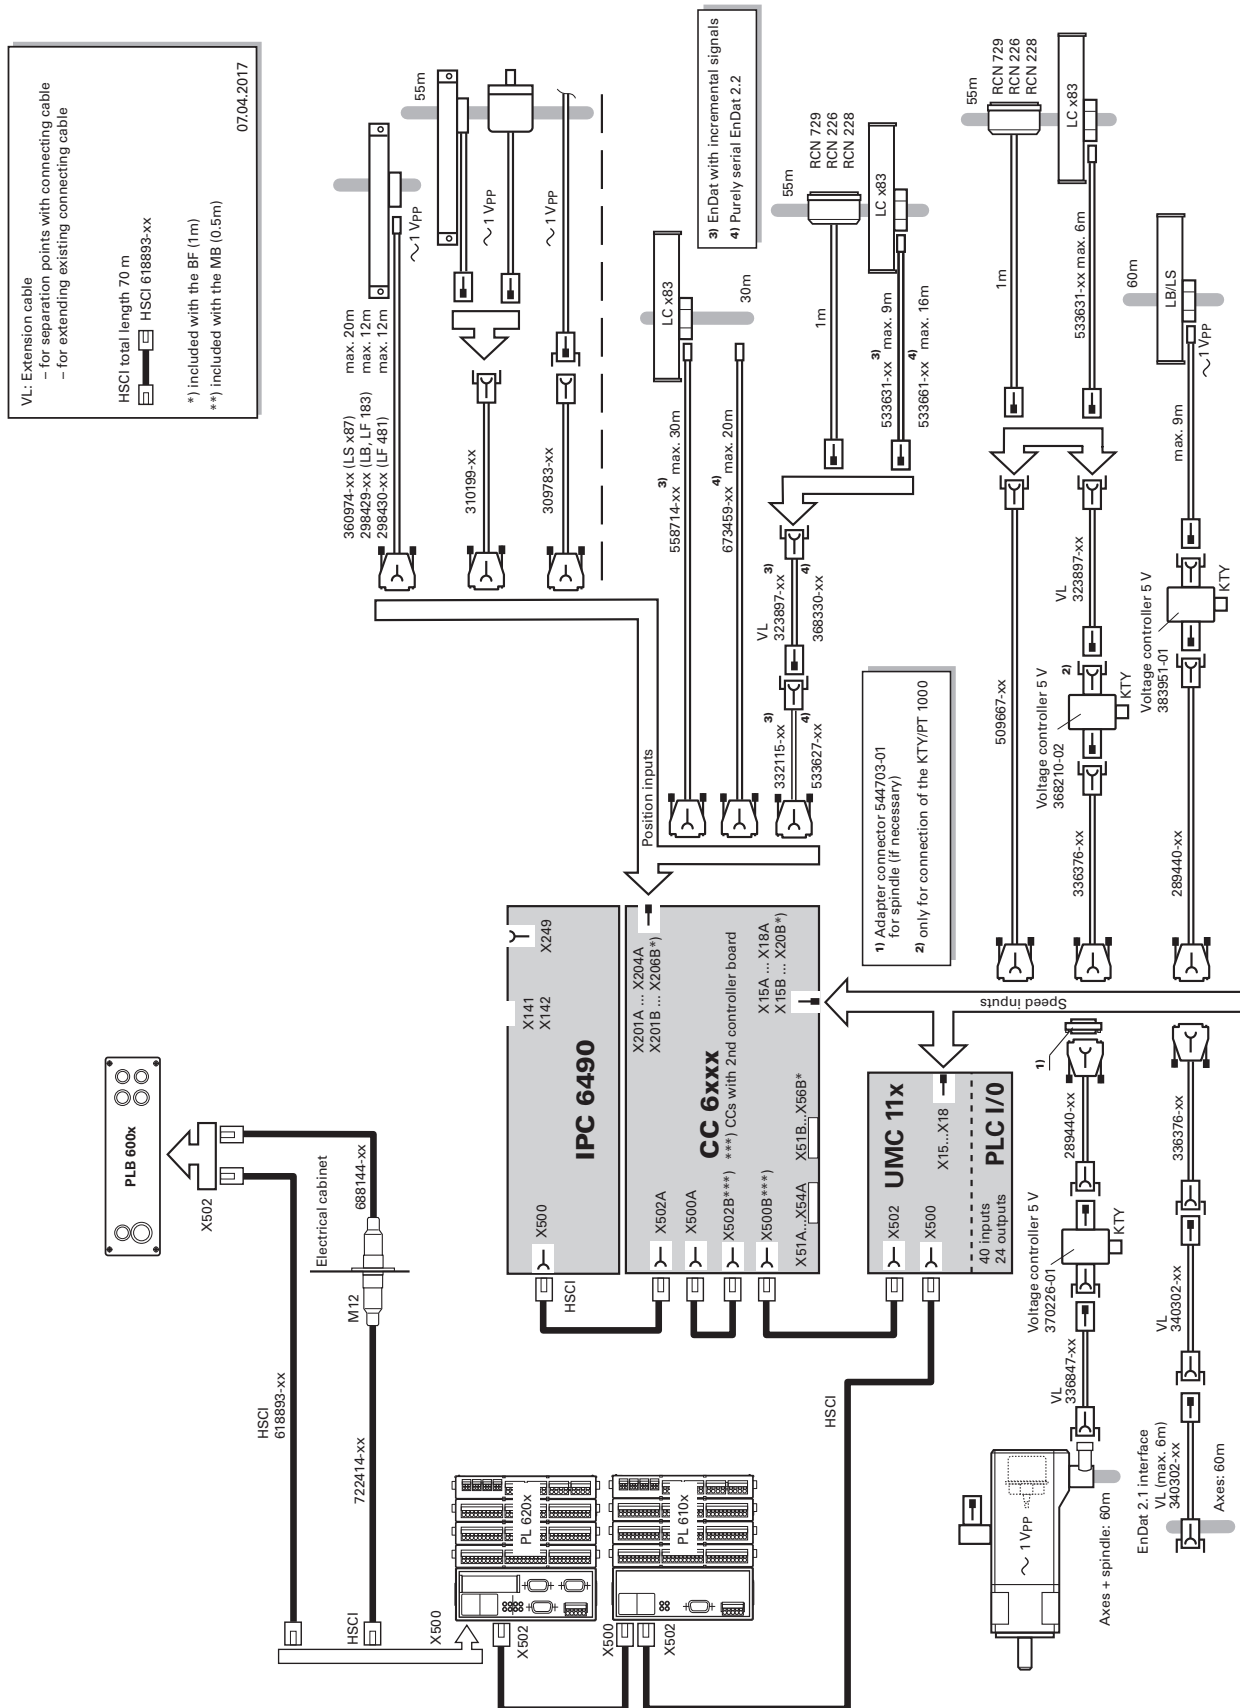 VL: Extension cable
– for separation points with connecting cable
– for extending existing connecting cable
HSCI total length 70 m
HSCI 618893-xx
*) included with the BF (1m)
**) included with the MB (0.5m)
07.04.2017
360974-xx (LS x87) max. 20m
298429-xx (LB, LF 183) max. 12m
298430-xx (LF 481) max. 12m
~ 1 VPP
55m
310199-xx
~ 1 VPP
309783-xx
~ 1 VPP
3) EnDat with incremental signals
4) Purely serial EnDat 2.2
Position inputs
558714-xx 3) max. 30m
LC x83
673459-xx 4) max. 20m
30m
332115-xx 3)
533627-xx 4)
VL
323897-xx 3)
368330-xx 4)
1m
55m
RCN 729
RCN 226
RCN 228
LC x83
533631-xx 3) max. 9m
533661-xx 4) max. 16m
1) Adapter connector 544703-01
for spindle (if necessary)
2) only for connection of the KTY/PT 1000
509667-xx
1m
55m
RCN 729
RCN 226
RCN 228
336376-xx
Voltage controller 5 V
368210-02
2)
KTY
VL
323897-xx
533631-xx max. 6m
LC x83
289440-xx
Voltage controller 5 V
383951-01
KTY
max. 9m
~ 1 VPP
LB/LS
60m
Speed inputs
PLB 600x
X502
Electrical cabinet
688144-xx
M12
HSCI
618893-xx
722414-xx
HSCI
X500
PL 620x
X502
X500
PL 610x
X502
HSCI
IPC 6490
X500
X141
X142
X249
HSCI
CC 6xxx
X502A
X500A
X502B***)
X500B***)
***) CCs with 2nd controller board
X201A ... X204A
X201B ... X206B*)
X15A ... X18A
X15B ... X20B*)
X51A...X54A
X51B...X56B*
UMC 11x
X502
X500
X15...X18
40 inputs
24 outputs
PLC I/0
1)
289440-xx
Voltage controller 5 V
370226-01
KTY
VL
336847-xx
~ 1 VPP
Axes + spindle: 60m
336376-xx
VL
340302-xx
EnDat 2.1 interface
VL (max. 6m)
340302-xx
Axes: 60m